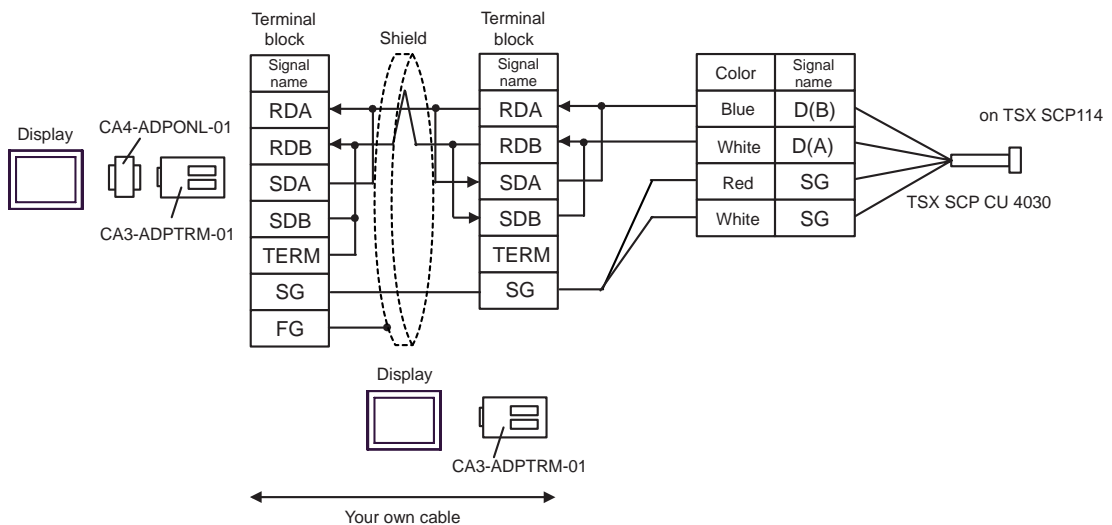 Terminal
block
Shield
Terminal
block
Signal
name
Signal
name
Color
Signal
name
RDA
RDA
Blue
D(B)
on TSX SCP114
Display
CA4-ADPONL-01
RDB
RDB
White
D(A)
SDA
SDA
Red
SG
TSX SCP CU 4030
SDB
SDB
White
SG
CA3-ADPTRM-01
TERM
TERM
SG
SG
FG
Display
CA3-ADPTRM-01
Your own cable